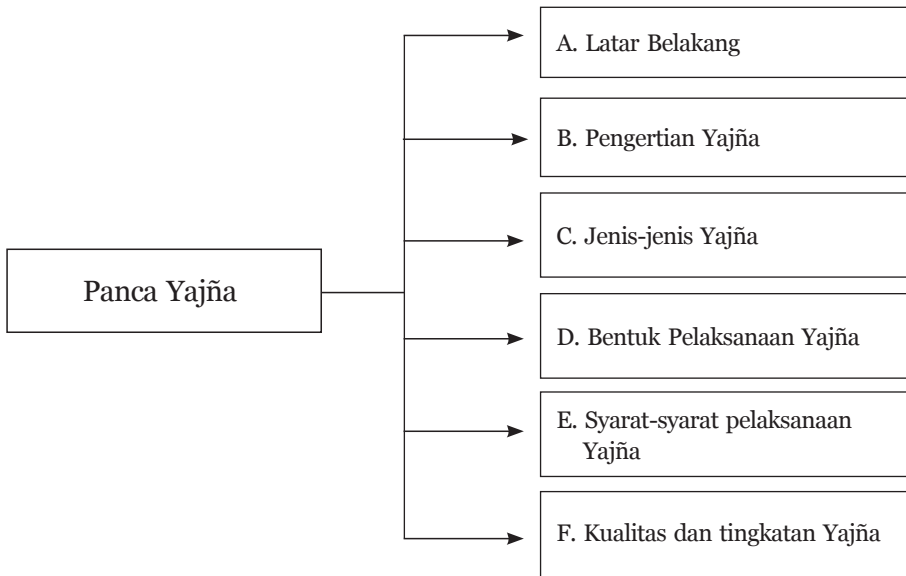 A. Latar Belakang
B. Pengertian Yajña
C. Jenis-jenis Yajña
Panca Yajña
D. Bentuk Pelaksanaan Yajña
E. Syarat-syarat pelaksanaan
Yajña
F. Kualitas dan tingkatan Yajña